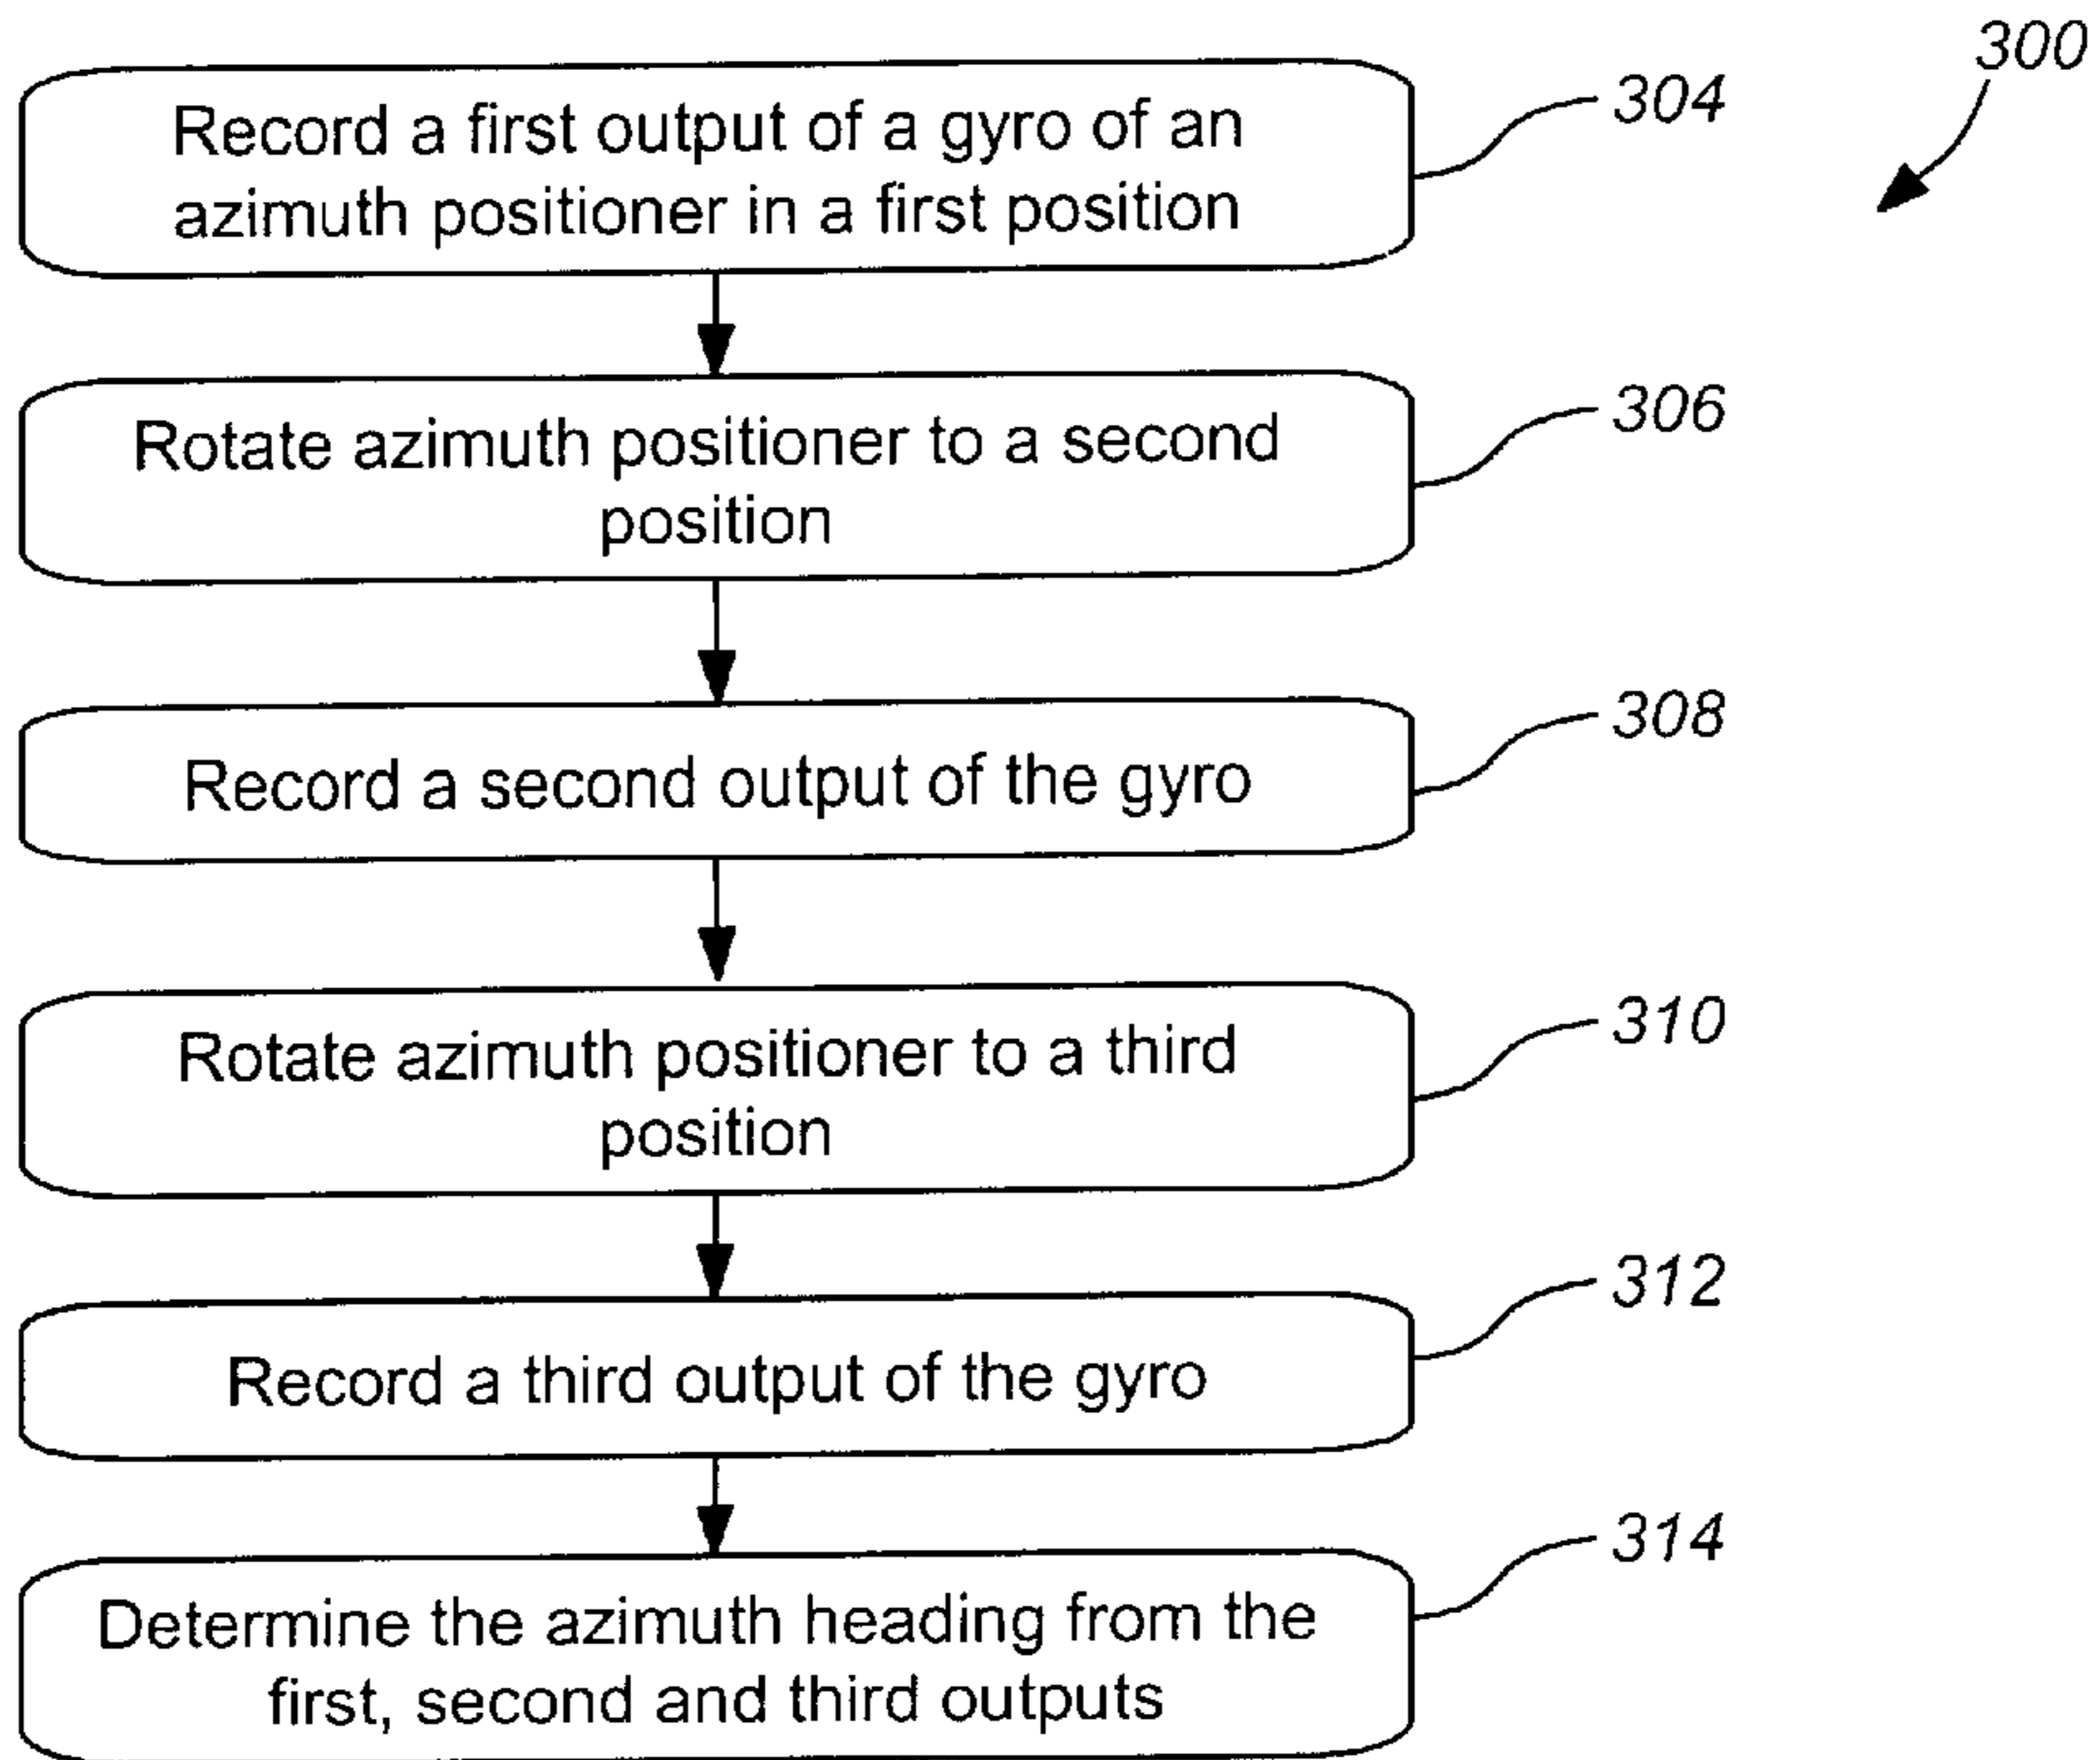 300
Record a first output of a gyro of an
azimuth positioner in a first position
304
Rotate azimuth positioner to a second
position
306
Record a second output of the gyro
308
Rotate azimuth positioner to a third
position
310
Record a third output of the gyro
312
Determine the azimuth heading from the
first, second and third outputs
314